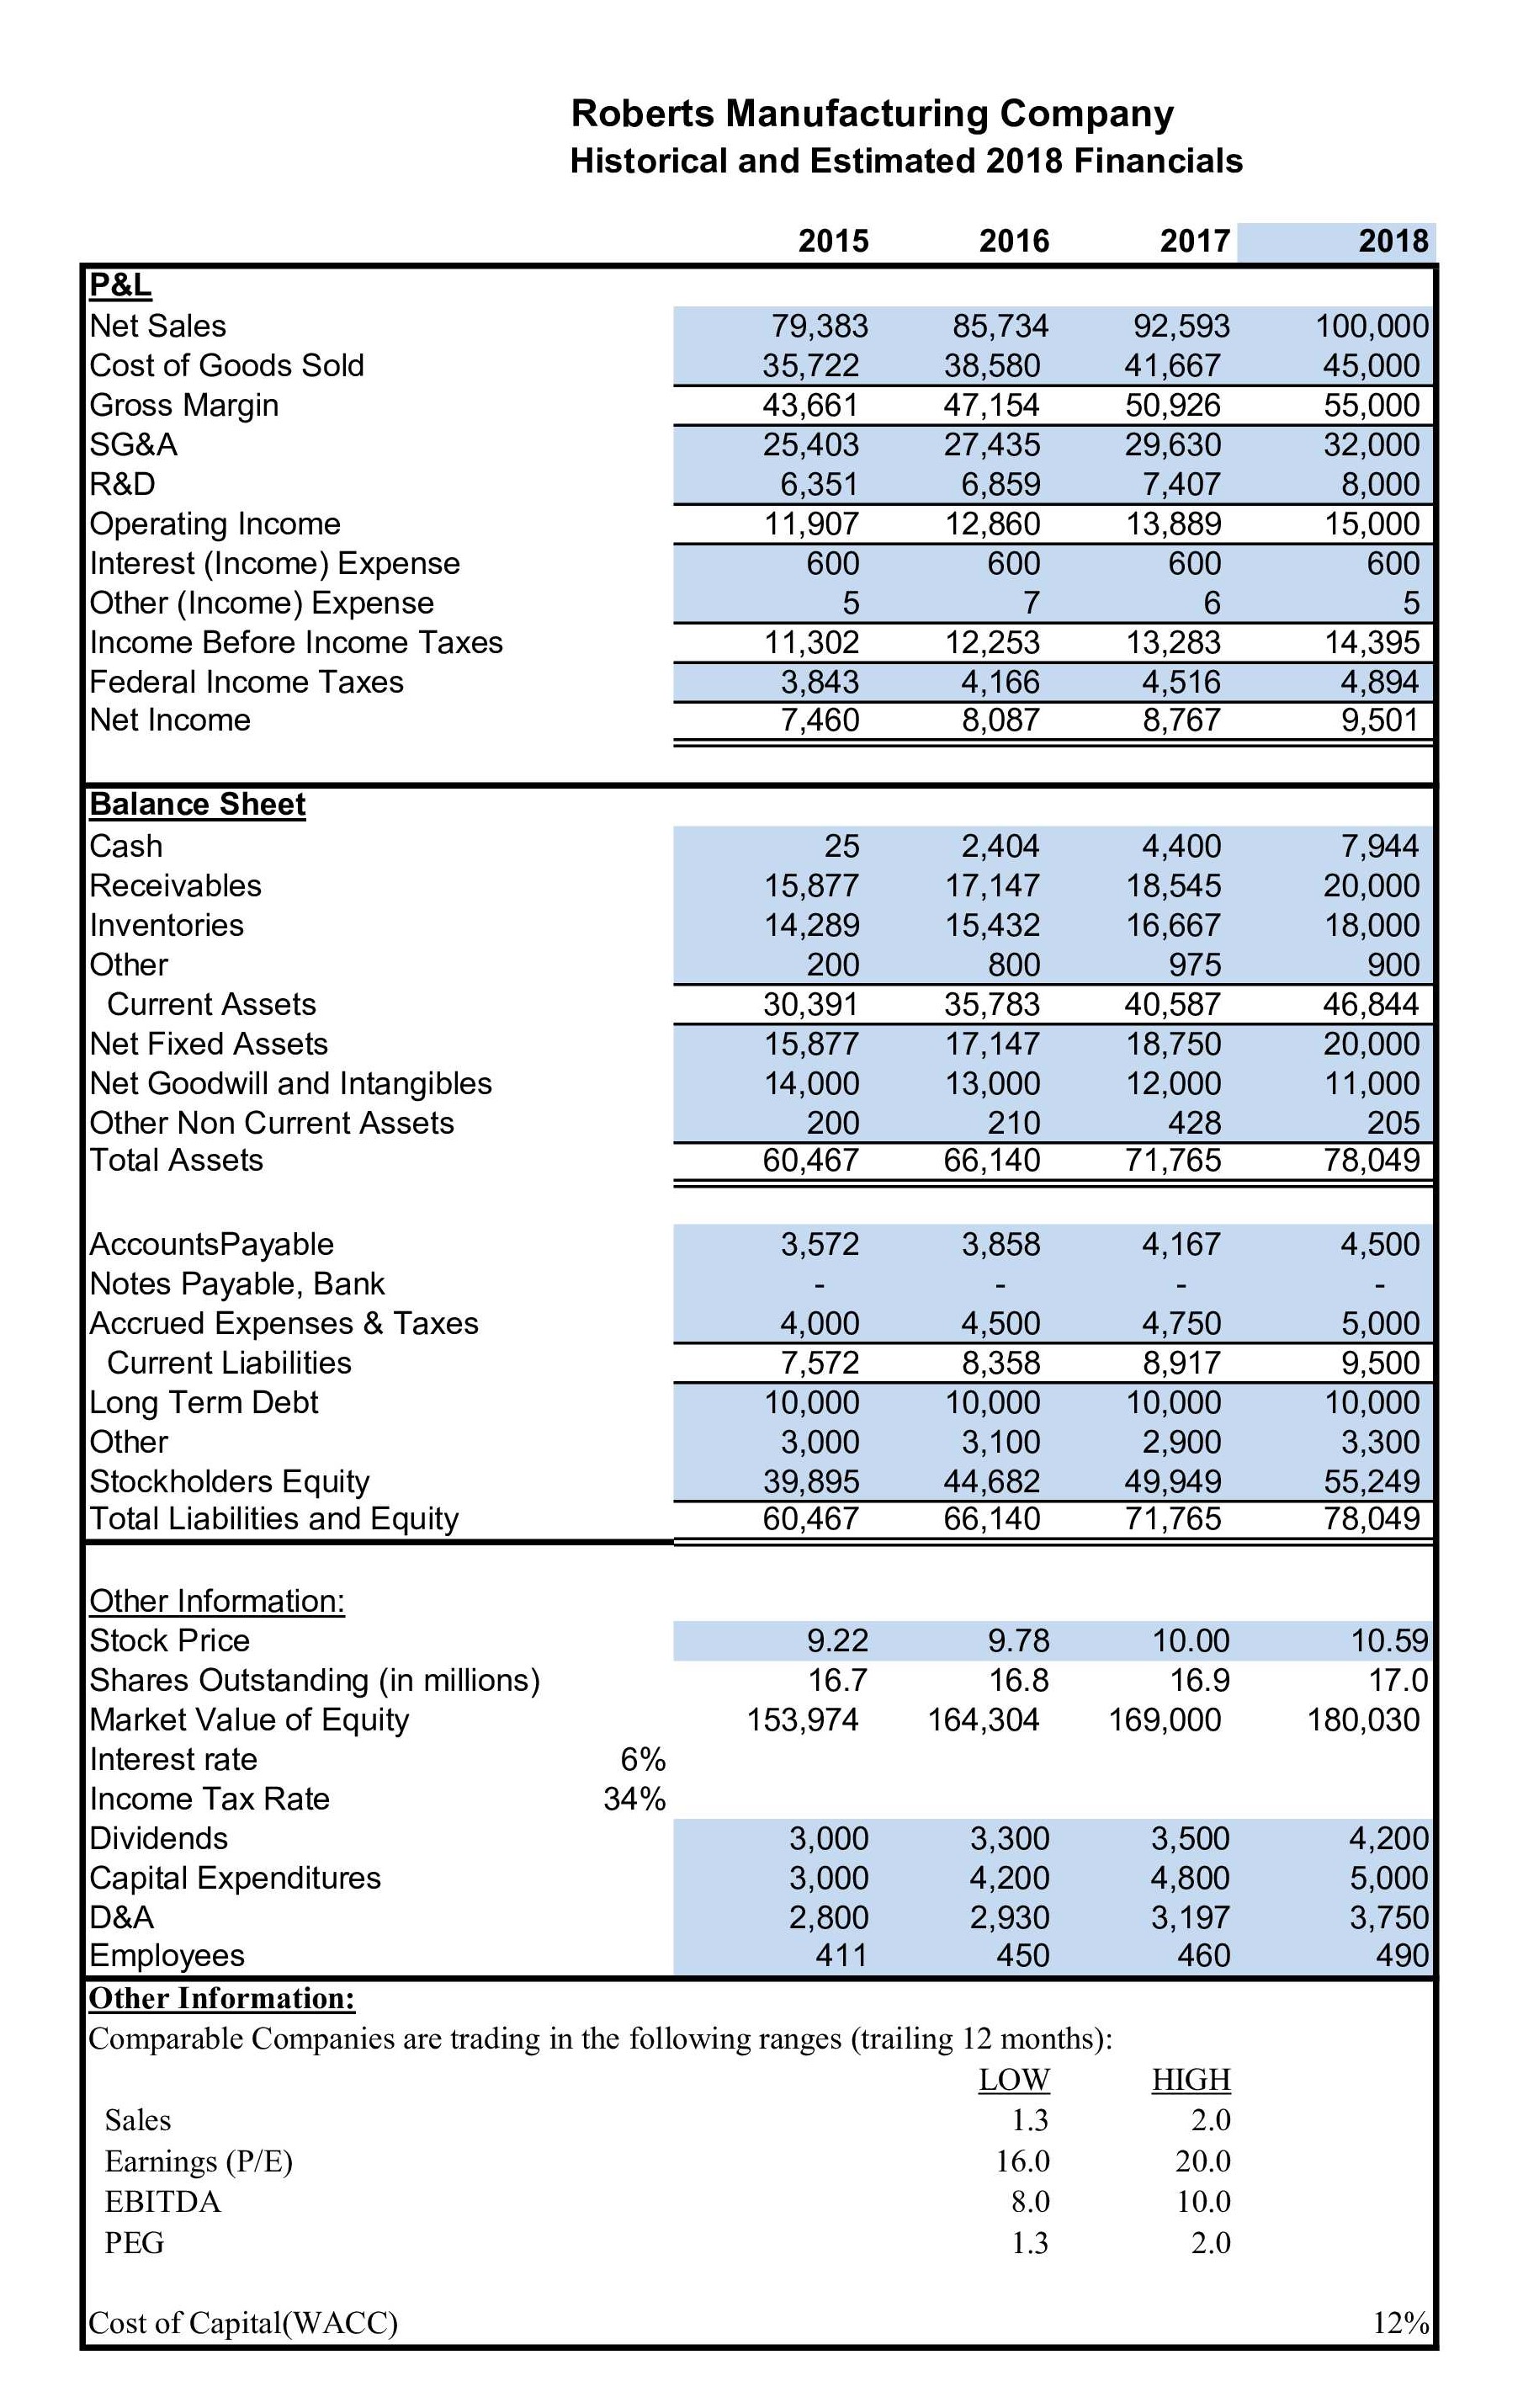 Roberts Manufacturing Company
Historical and Estimated 2018 Financials
2015 2016 2017 2018
P&L
Net Sales 79,383 85,734 92,593 100,000
Cost of Goods Sold 35,722 38,580 41,667 45,000
Gross Margin 43,661 47,154 50,926 55,000
SG&A 25,403 27,435 29,630 32,000
R&D 6,351 6,859 7,407 8,000
Operating Income 11,907 12,860 13,889 15,000
Interest (Income) Expense 600 600 600 600
Other (Income) Expense 5 7 6 5
Income Before Income Taxes 11,302 12,253 13,283 14,395
Federal Income Taxes 3,843 4,166 4,516 4,894
Net Income 7,460 8,087 8,767 9,501
Balance Sheet
Cash 25 2,404 4,400 7,944
Receivables 15,877 17,147 18,545 20,000
Inventories 14,289 15,432 16,667 18,000
Other 200 800 975 900
Current Assets 30,391 35,783 40,587 46,844
Net Fixed Assets 15,877 17,147 18,750 20,000
Net Goodwill and Intangibles 14,000 13,000 12,000 11,000
Other Non Current Assets 200 210 428 205
Total Assets 60,467 66,140 71,765 78,049
AccountsPayable 3,572 3,858 4,167 4,500
Notes Payable, Bank - - - -
Accrued Expenses & Taxes 4,000 4,500 4,750 5,000
Current Liabilities 7,572 8,358 8,917 9,500
Long Term Debt 10,000 10,000 10,000 10,000
Other 3,000 3,100 2,900 3,300
Stockholders Equity 39,895 44,682 49,949 55,249
Total Liabilities and Equity 60,467 66,140 71,765 78,049
Other Information:
Stock Price 9.22 9.78 10.00 10.59
Shares Outstanding (in millions) 16.7 16.8 16.9 17.0
Market Value of Equity 153,974 164,304 169,000 180,030
Interest rate 6%
Income Tax Rate 34%
Dividends 3,000 3,300 3,500 4,200
Capital Expenditures 3,000 4,200 4,800 5,000
D&A 2,800 2,930 3,197 3,750
Employees 411 450 460 490
Other Information:
Comparable Companies are trading in the following ranges (trailing 12 months):
LOW HIGH
Sales 1.3 2.0
Earnings (P/E) 16.0 20.0
EBITDA 8.0 10.0
PEG 1.3 2.0
Cost of Capital(WACC) 12%